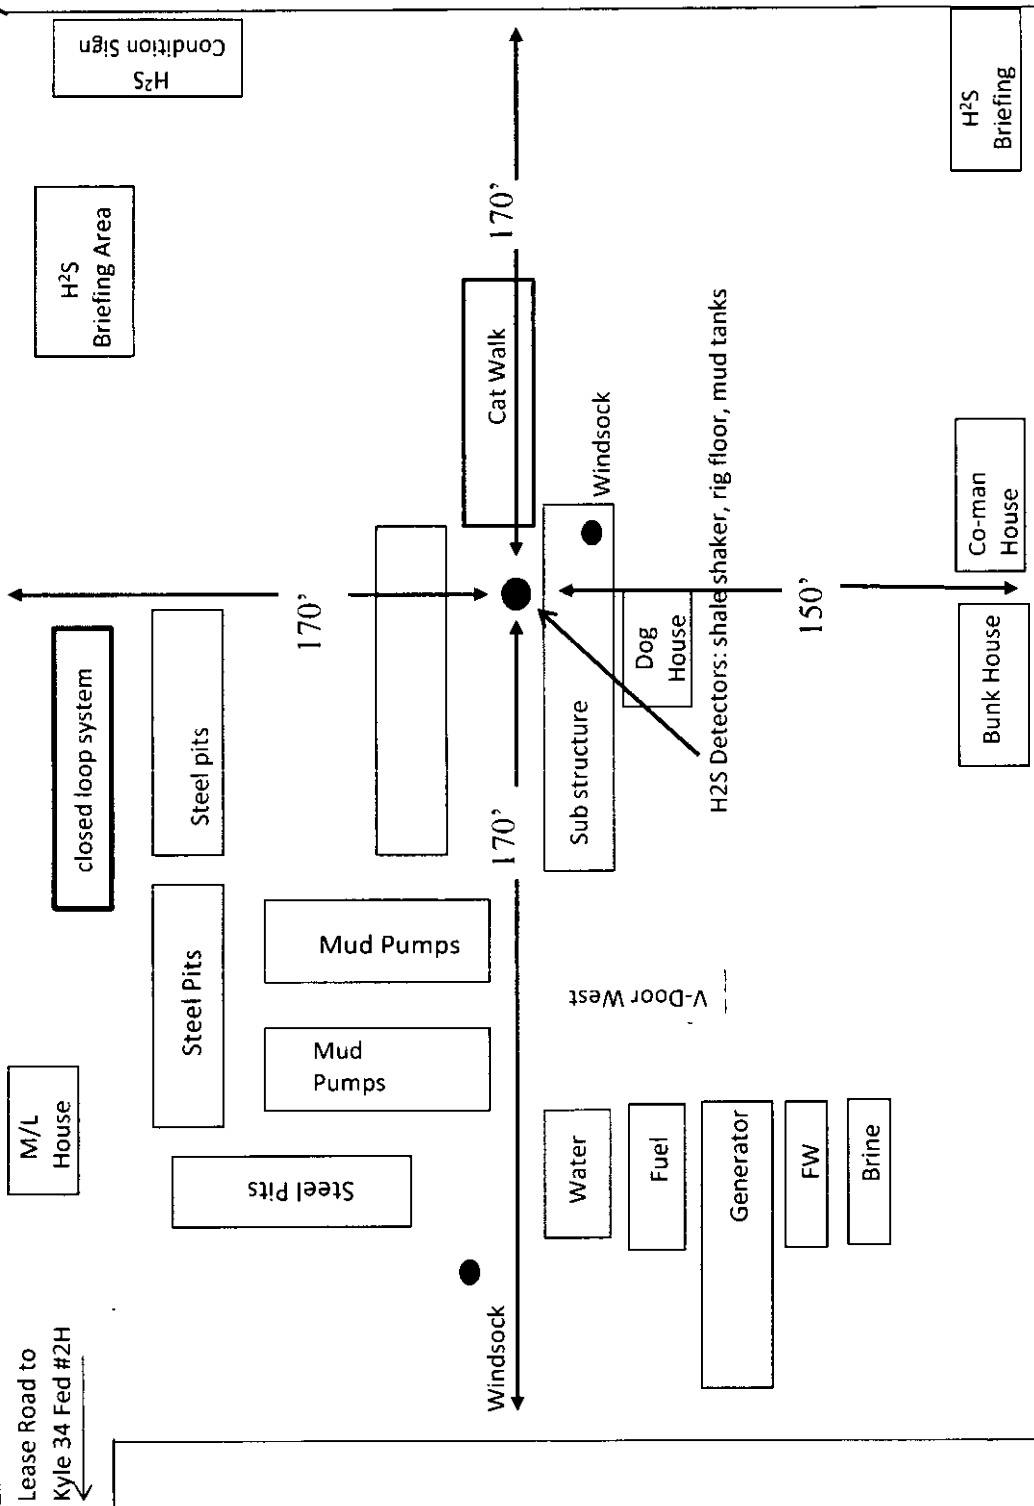 Lease Road to
Kyle 34 Fed #2H
M/L
House
closed loop system
H²S
Briefing Area
H²S
Condition Sign
Steel Pits
Steel Pits
Steel pits
170'
Mud
Pumps
Mud Pumps
Windsock
170'
Cat Walk
170'
Water
Fuel
Generator
FW
Brine
V-Door West
Sub structure
Windsock
Dog
House
H2S Detectors: shale shaker, rig floor, mud tanks
150'
Bunk House
Co-man
House
H²S
Briefing